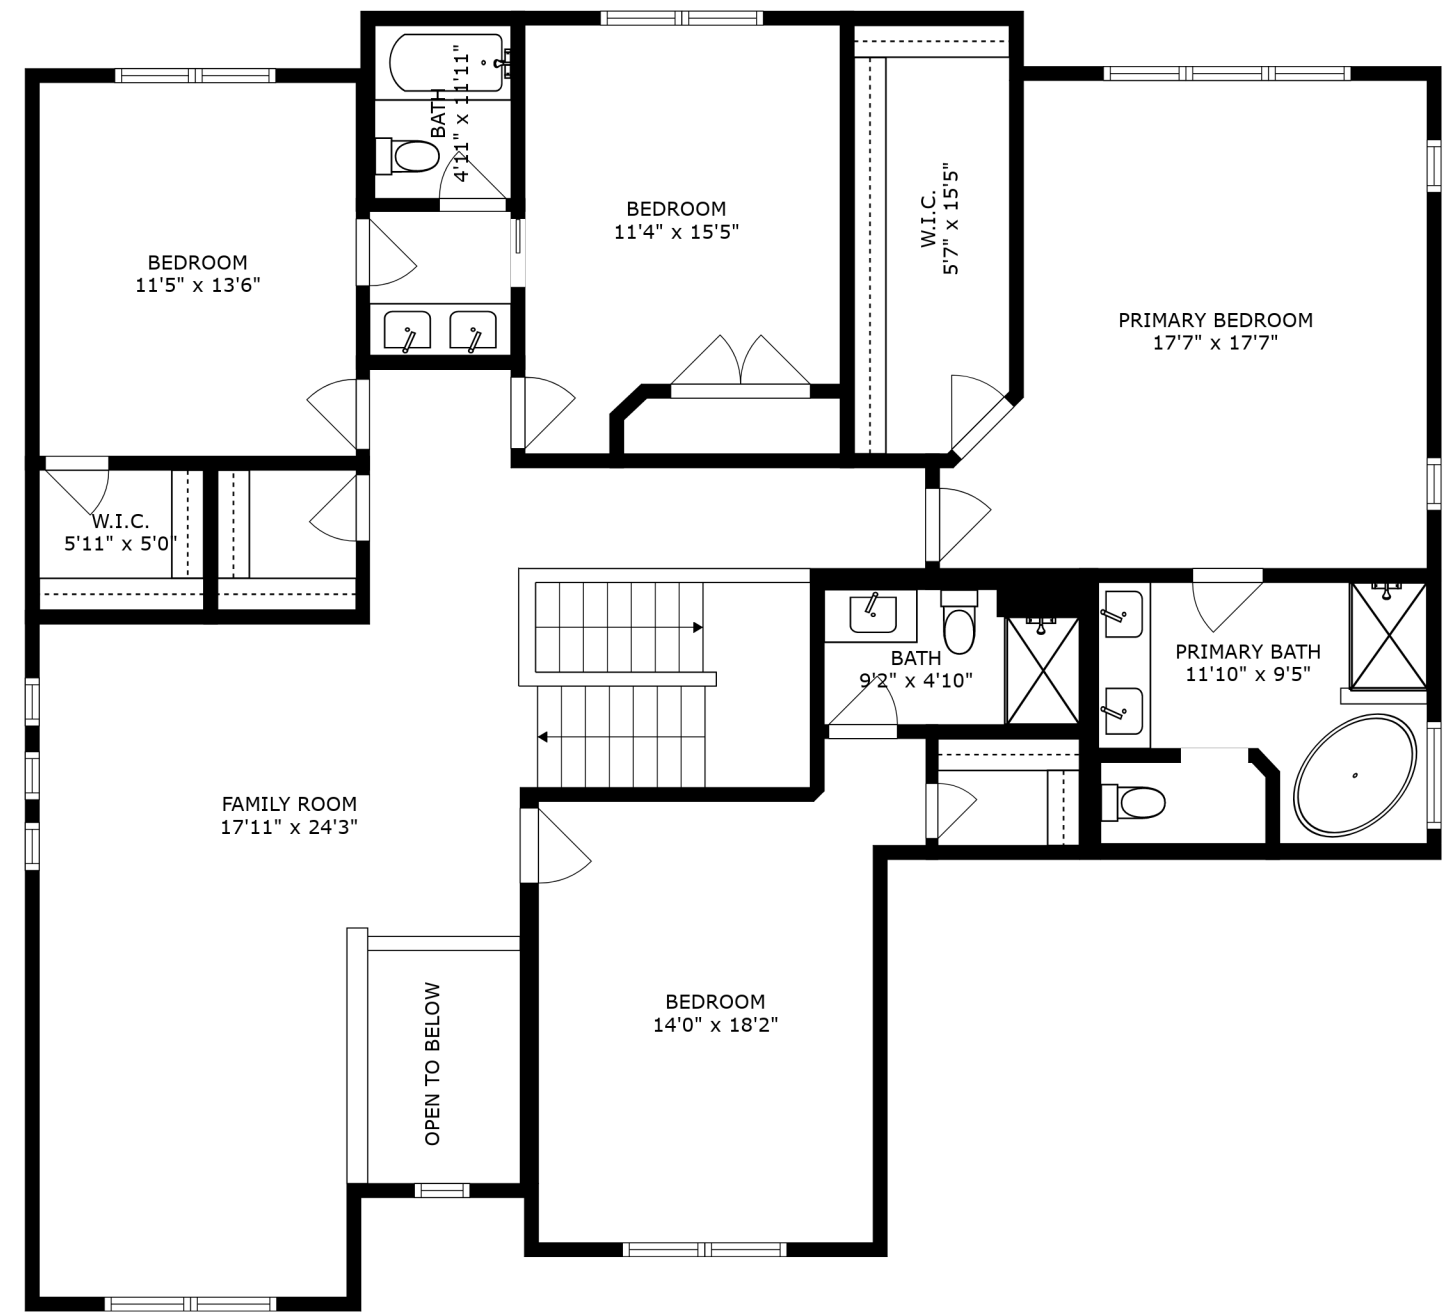 BATH
4'11" x 11'11"
BEDROOM
11'4" x 15'5"
W.I.C.
5'7" x 15'5"
BEDROOM
11'5" x 13'6"
PRIMARY BEDROOM
17'7" x 17'7"
W.I.C.
5'11" x 5'0"
BATH
9'2" x 4'10"
PRIMARY BATH
11'10" x 9'5"
FAMILY ROOM
17'11" x 24'3"
BEDROOM
14'0" x 18'2"
OPEN TO BELOW